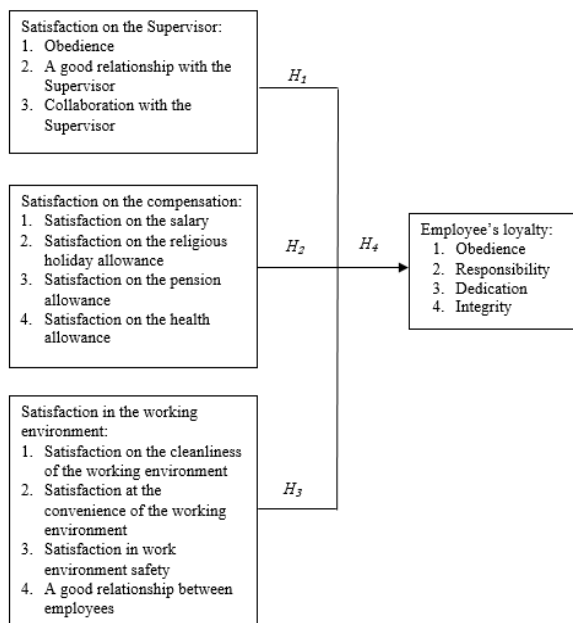 Satisfaction on the Supervisor:
1. Obedience
2. A good relationship with the
Supervisor
3. Collaboration with the
Supervisor
H1
Satisfaction on the compensation:
1. Satisfaction on the salary
2. Satisfaction on the religious
holiday allowance
3. Satisfaction on the pension
allowance
4. Satisfaction on the health
allowance
H2
H4
Employee's loyalty:
1. Obedience
2. Responsibility
3. Dedication
4. Integrity
Satisfaction in the working
environment:
1. Satisfaction on the cleanliness
of the working environment
2. Satisfaction at the
convenience of the working
environment
3. Satisfaction in work
environment safety
4. A good relationship between
employees
H3